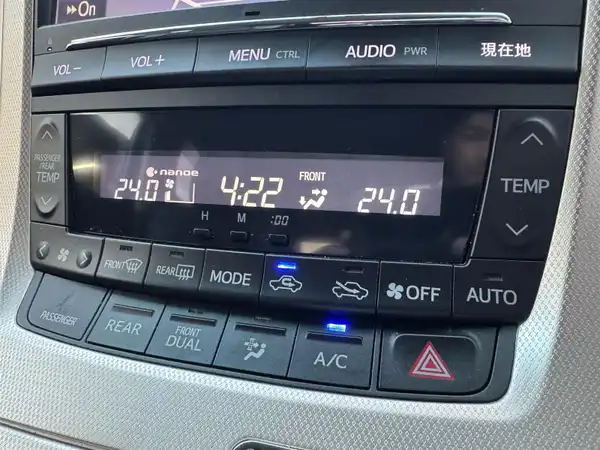 On
VOL− VOL+ MENU CTRL AUDIO PWR 現在地
PASSENGER/REAR
TEMP
nanoe
FRONT
24.0 4:22 24.0
H M :00
TEMP
FRONT REAR MODE OFF AUTO
PASSENGER REAR FRONT DUAL A/C